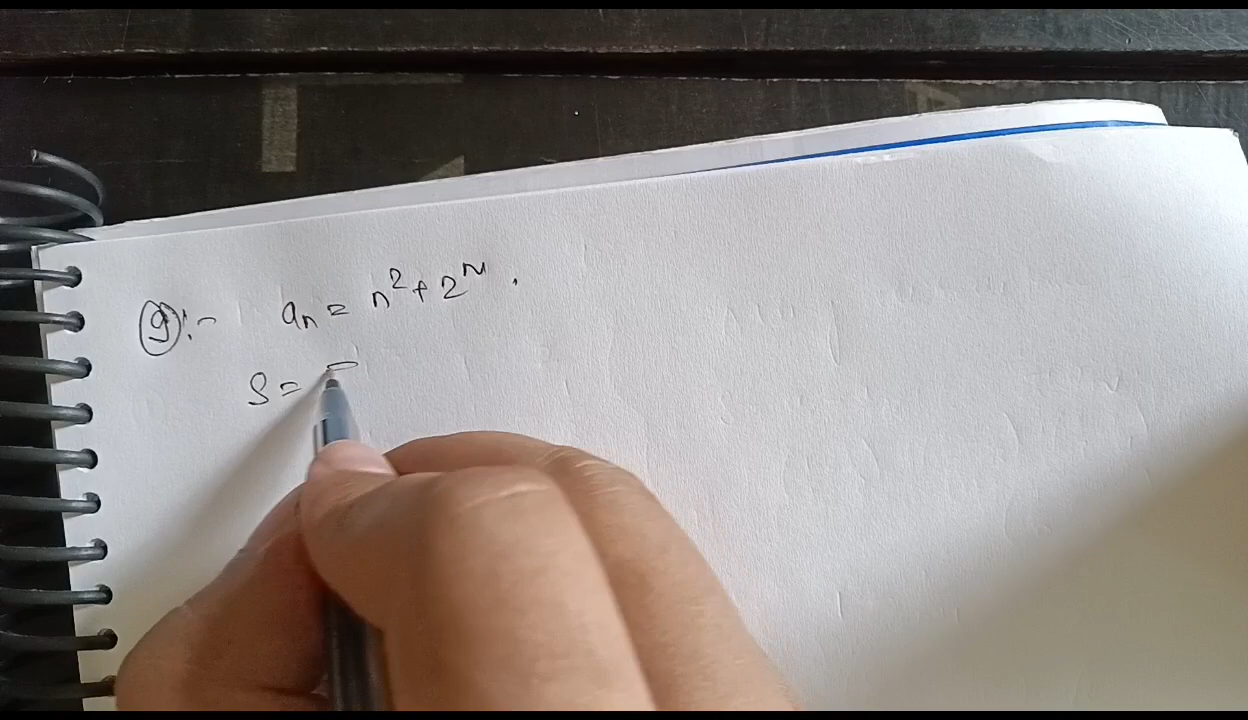 9:- aₙ = n² + 2ⁿ .
S =